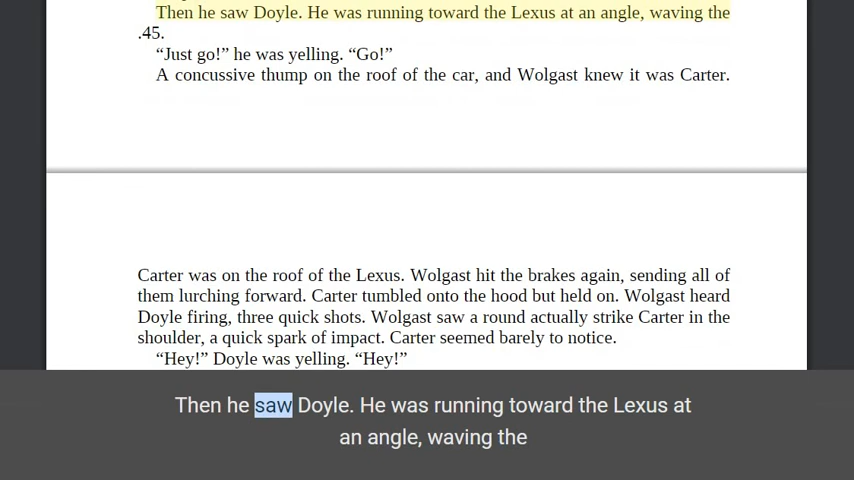 Then he saw Doyle. He was running toward the Lexus at an angle, waving the
.45.
“Just go!” he was yelling. “Go!”
A concussive thump on the roof of the car, and Wolgast knew it was Carter.
Carter was on the roof of the Lexus. Wolgast hit the brakes again, sending all of
them lurching forward. Carter tumbled onto the hood but held on. Wolgast heard
Doyle firing, three quick shots. Wolgast saw a round actually strike Carter in the
shoulder, a quick spark of impact. Carter seemed barely to notice.
“Hey!” Doyle was yelling. “Hey!”
Then he saw Doyle. He was running toward the Lexus at
an angle, waving the